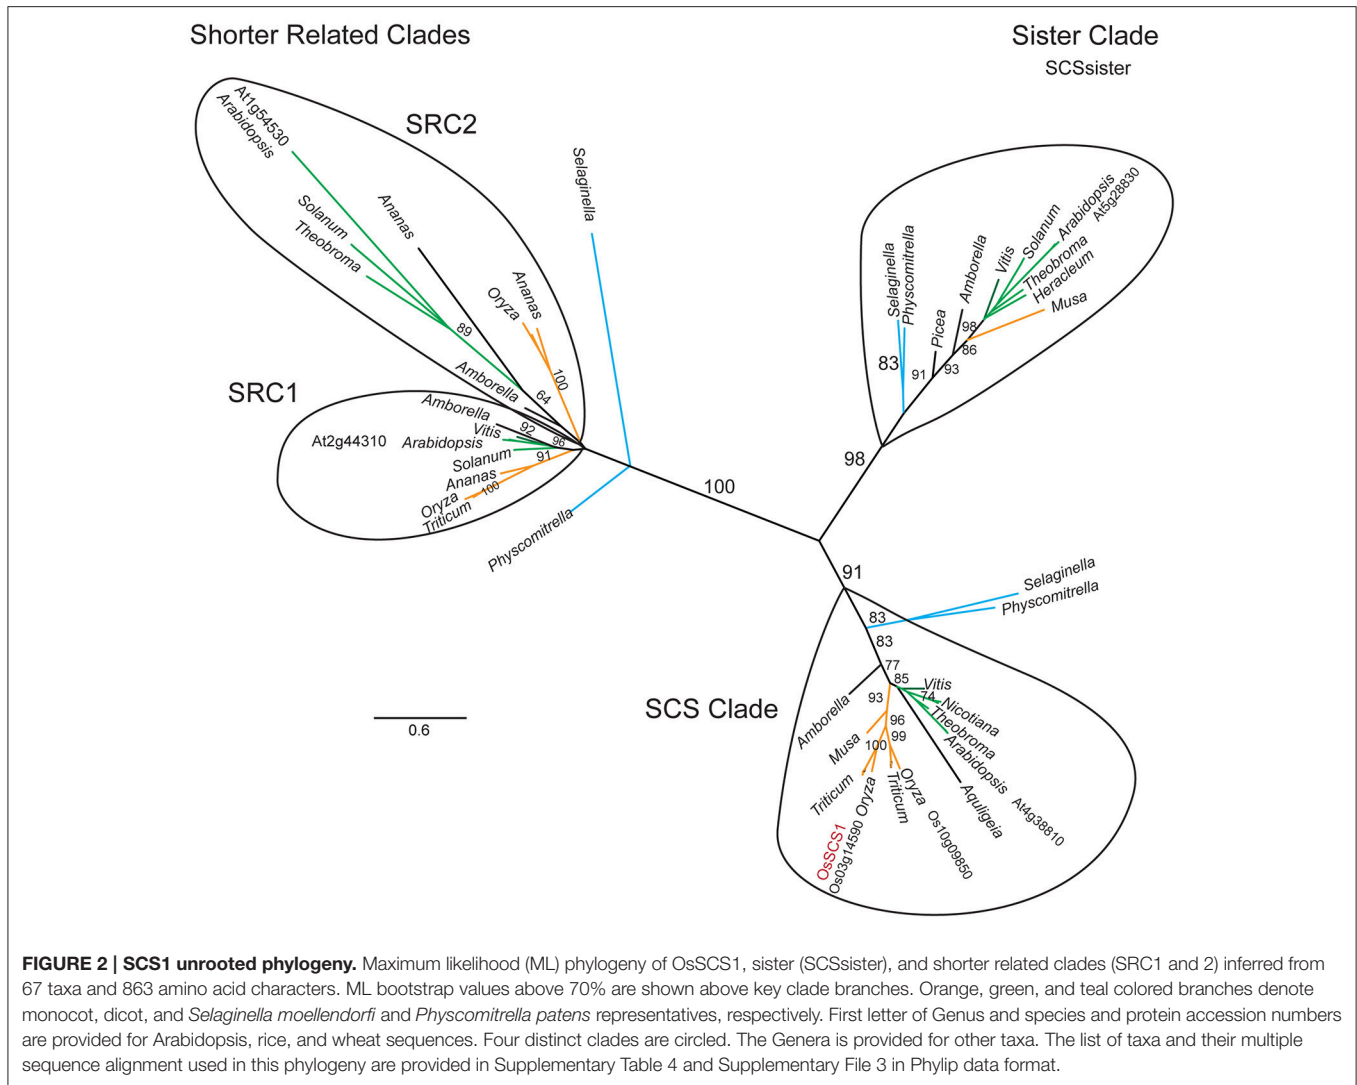 Shorter Related Clades
Sister Clade
SCSsister
SRC2
At1g54530
Arabidopsis
Solanum
Theobroma
Ananas
Ananas
Oryza
89
100
64
Amborella
Selaginella
SRC1
Amborella
92
Vitis
96
At2g44310
Arabidopsis
Solanum
91
Ananas
100
Oryza
Triticum
Physcomitrella
100
Selaginella
Physcomitrella
Picea
Amborella
Vitis
Solanum
Arabidopsis
At5g28830
Theobroma
Heracleum
Musa
98
86
93
91
83
98
91
Selaginella
Physcomitrella
83
83
77
85
Vitis
74
Nicotiana
Theobroma
Arabidopsis
At4g38810
Aquligeia
SCS Clade
Amborella
93
Musa
96
99
100
Triticum
Oryza
OsSCS1
Os03g14590
Triticum
Oryza
Os10g09850
0.6
FIGURE 2 | SCS1 unrooted phylogeny. Maximum likelihood (ML) phylogeny of OsSCS1, sister (SCSsister), and shorter related clades (SRC1 and 2) inferred from
67 taxa and 863 amino acid characters. ML bootstrap values above 70% are shown above key clade branches. Orange, green, and teal colored branches denote
monocot, dicot, and Selaginella moellendorfi and Physcomitrella patens representatives, respectively. First letter of Genus and species and protein accession numbers
are provided for Arabidopsis, rice, and wheat sequences. Four distinct clades are circled. The Genera is provided for other taxa. The list of taxa and their multiple
sequence alignment used in this phylogeny are provided in Supplementary Table 4 and Supplementary File 3 in Phylip data format.